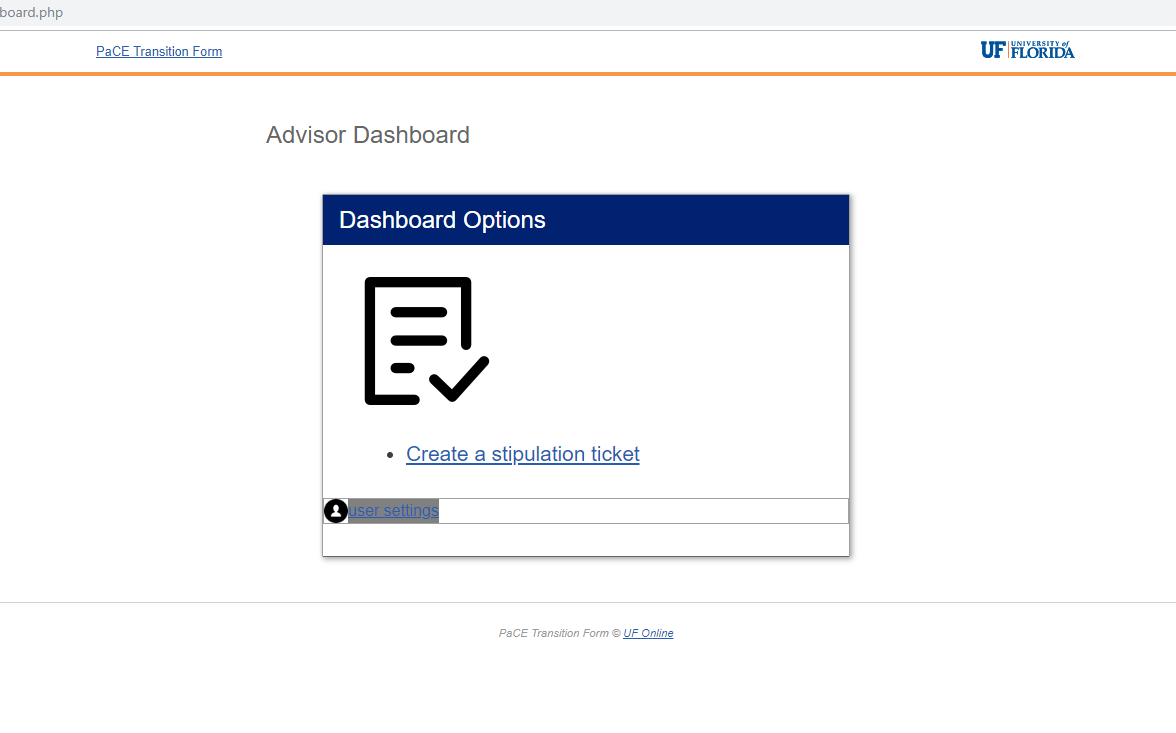 board.php
PaCE Transition Form
UF UNIVERSITY of
FLORIDA
Advisor Dashboard
Dashboard Options
Create a stipulation ticket
user settings
PaCE Transition Form © UF Online